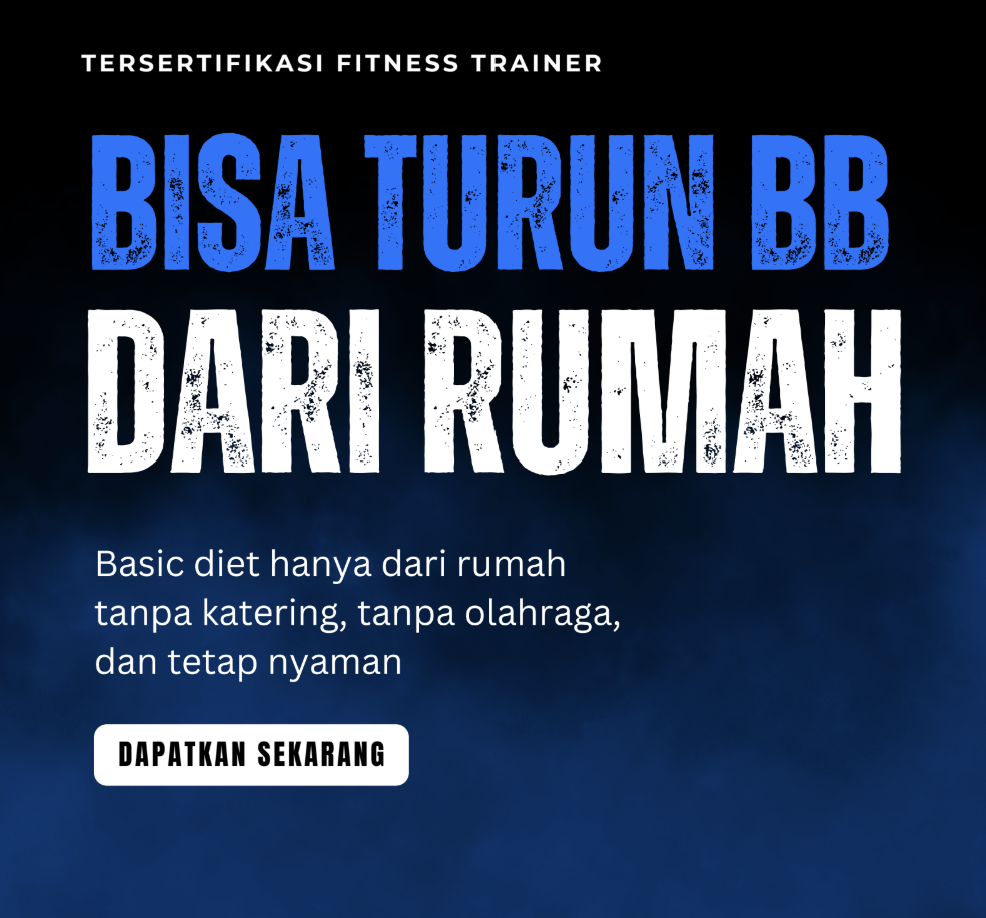 TERSERTIFIKASI FITNESS TRAINER
BISA TURUN BB
DARI RUMAH
Basic diet hanya dari rumah
tanpa katering, tanpa olahraga,
dan tetap nyaman
DAPATKAN SEKARANG